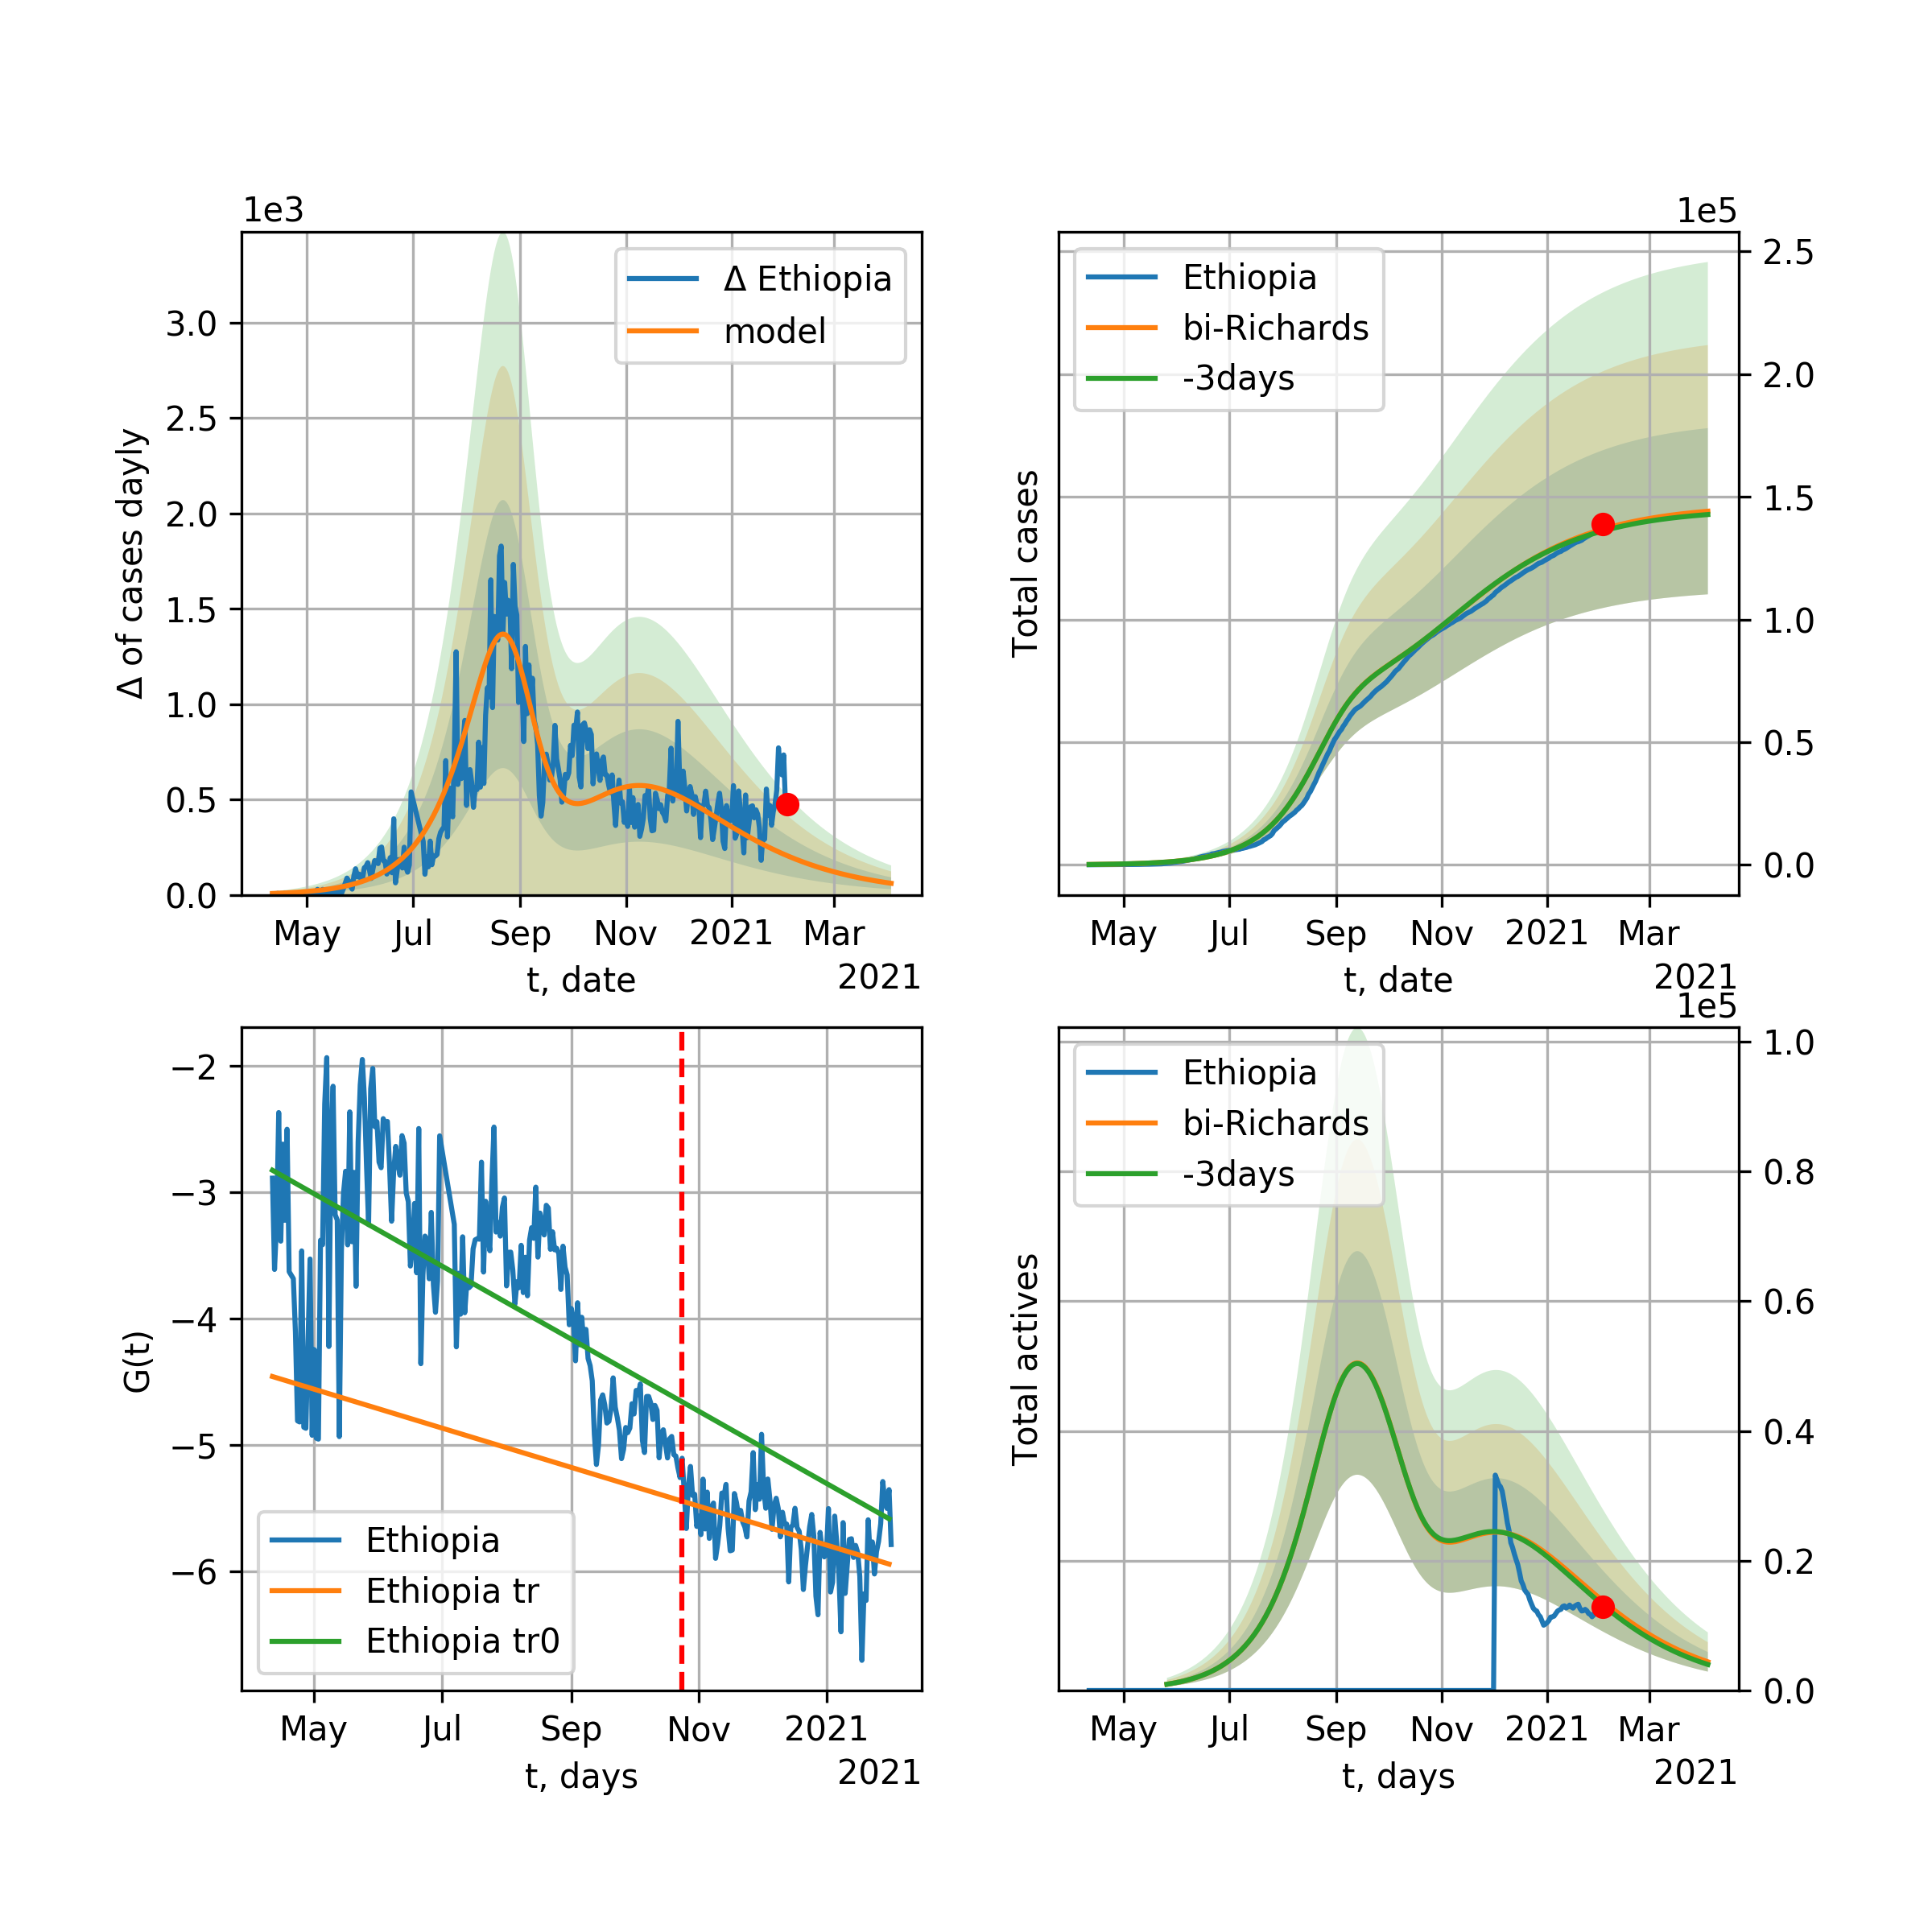 1e3
Δ of cases dayly
3.0
2.5
2.0
1.5
1.0
0.5
0.0
Δ Ethiopia
model
May Jul Sep Nov 2021 Mar
t, date
2021
1e5
Total cases
Ethiopia
bi-Richards
-3days
2.5
2.0
1.5
1.0
0.5
0.0
May Jul Sep Nov 2021 Mar
t, date
2021
G(t)
−2
−3
−4
−5
−6
Ethiopia
Ethiopia tr
Ethiopia tr0
May Jul Sep Nov 2021
t, days
2021
1e5
Total actives
Ethiopia
bi-Richards
-3days
1.0
0.8
0.6
0.4
0.2
0.0
May Jul Sep Nov 2021 Mar
t, days
2021